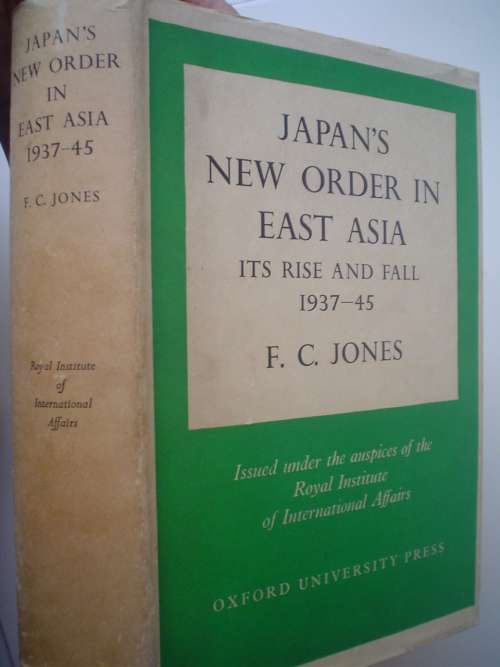 JAPAN'S
NEW ORDER
IN
EAST ASIA
1937–45
F. C. JONES
Royal Institute
of
International
Affairs
JAPAN'S
NEW ORDER IN
EAST ASIA
ITS RISE AND FALL
1937–45
F. C. JONES
Issued under the auspices of the
Royal Institute
of International Affairs
OXFORD UNIVERSITY PRESS